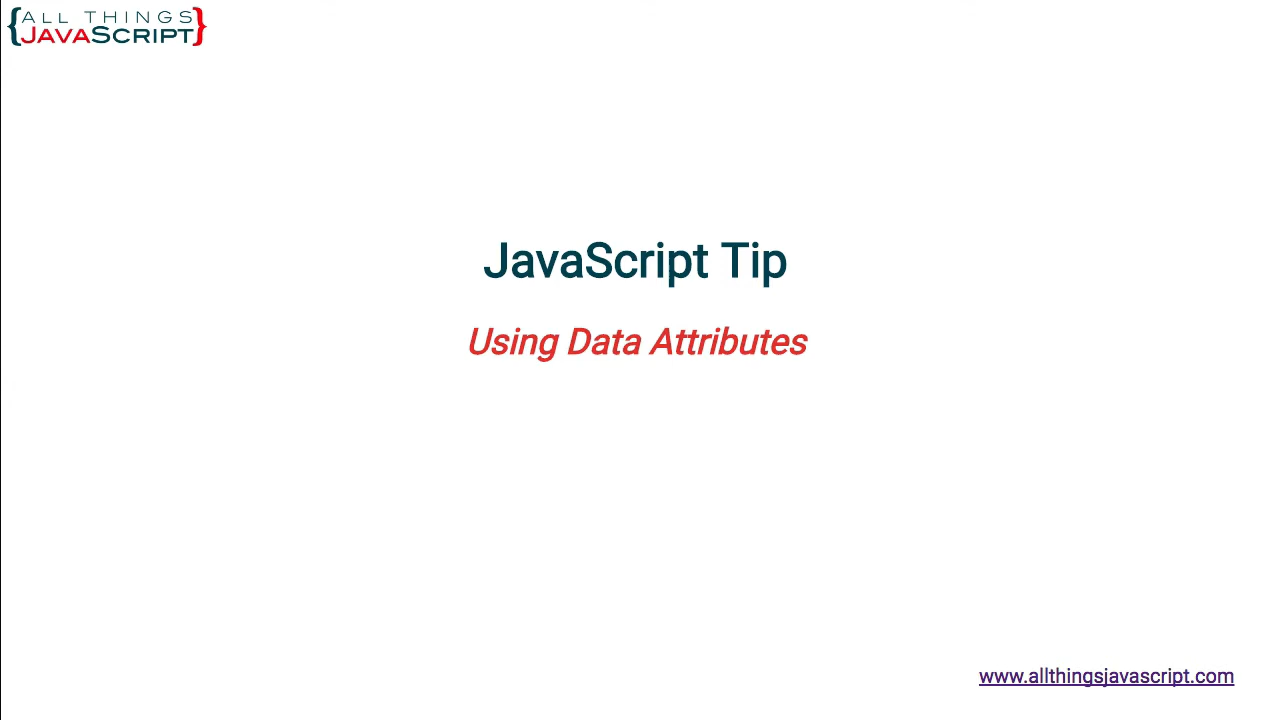 {ALL THINGS
JAVASCRIPT}
JavaScript Tip
Using Data Attributes
www.allthingsjavascript.com